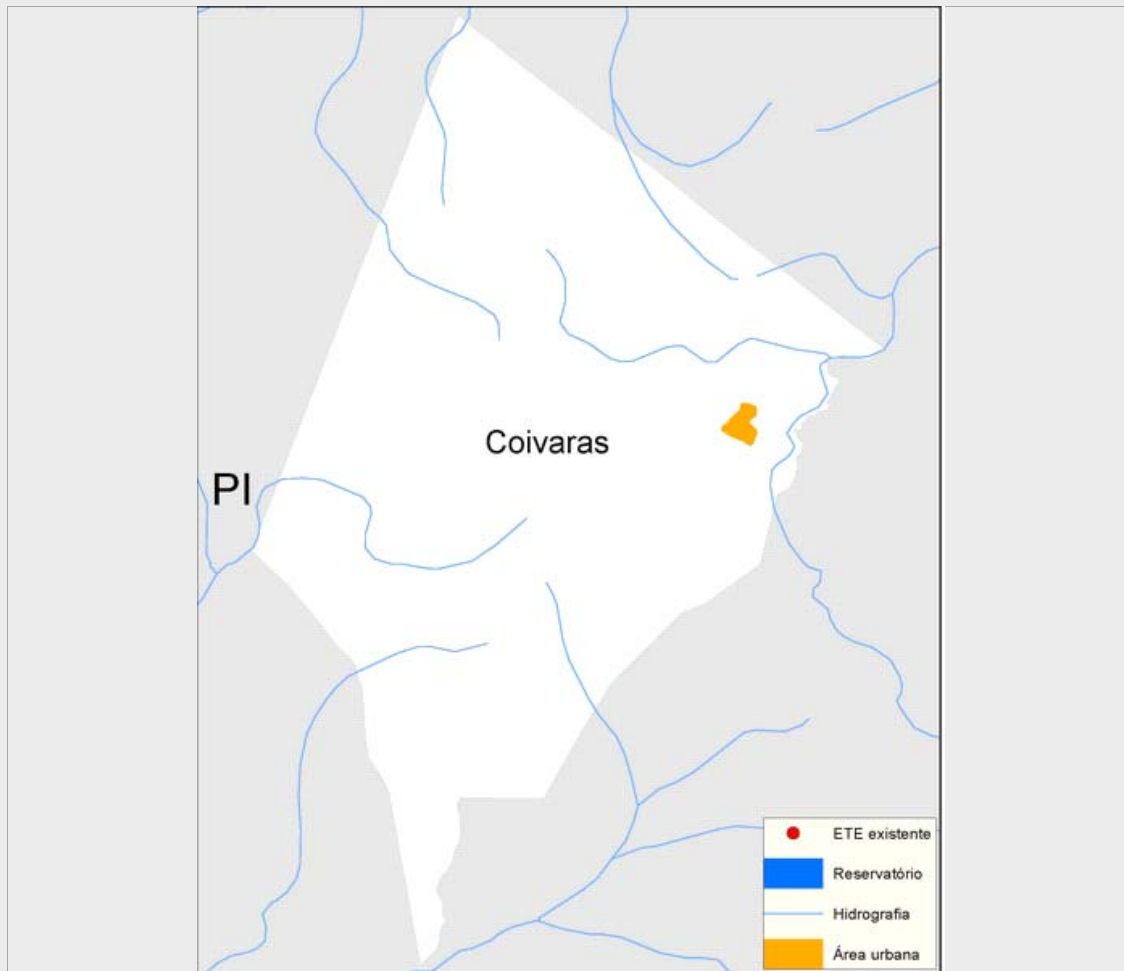 Coivaras
PI
ETE existente
Reservatório
Hidrografia
Área urbana